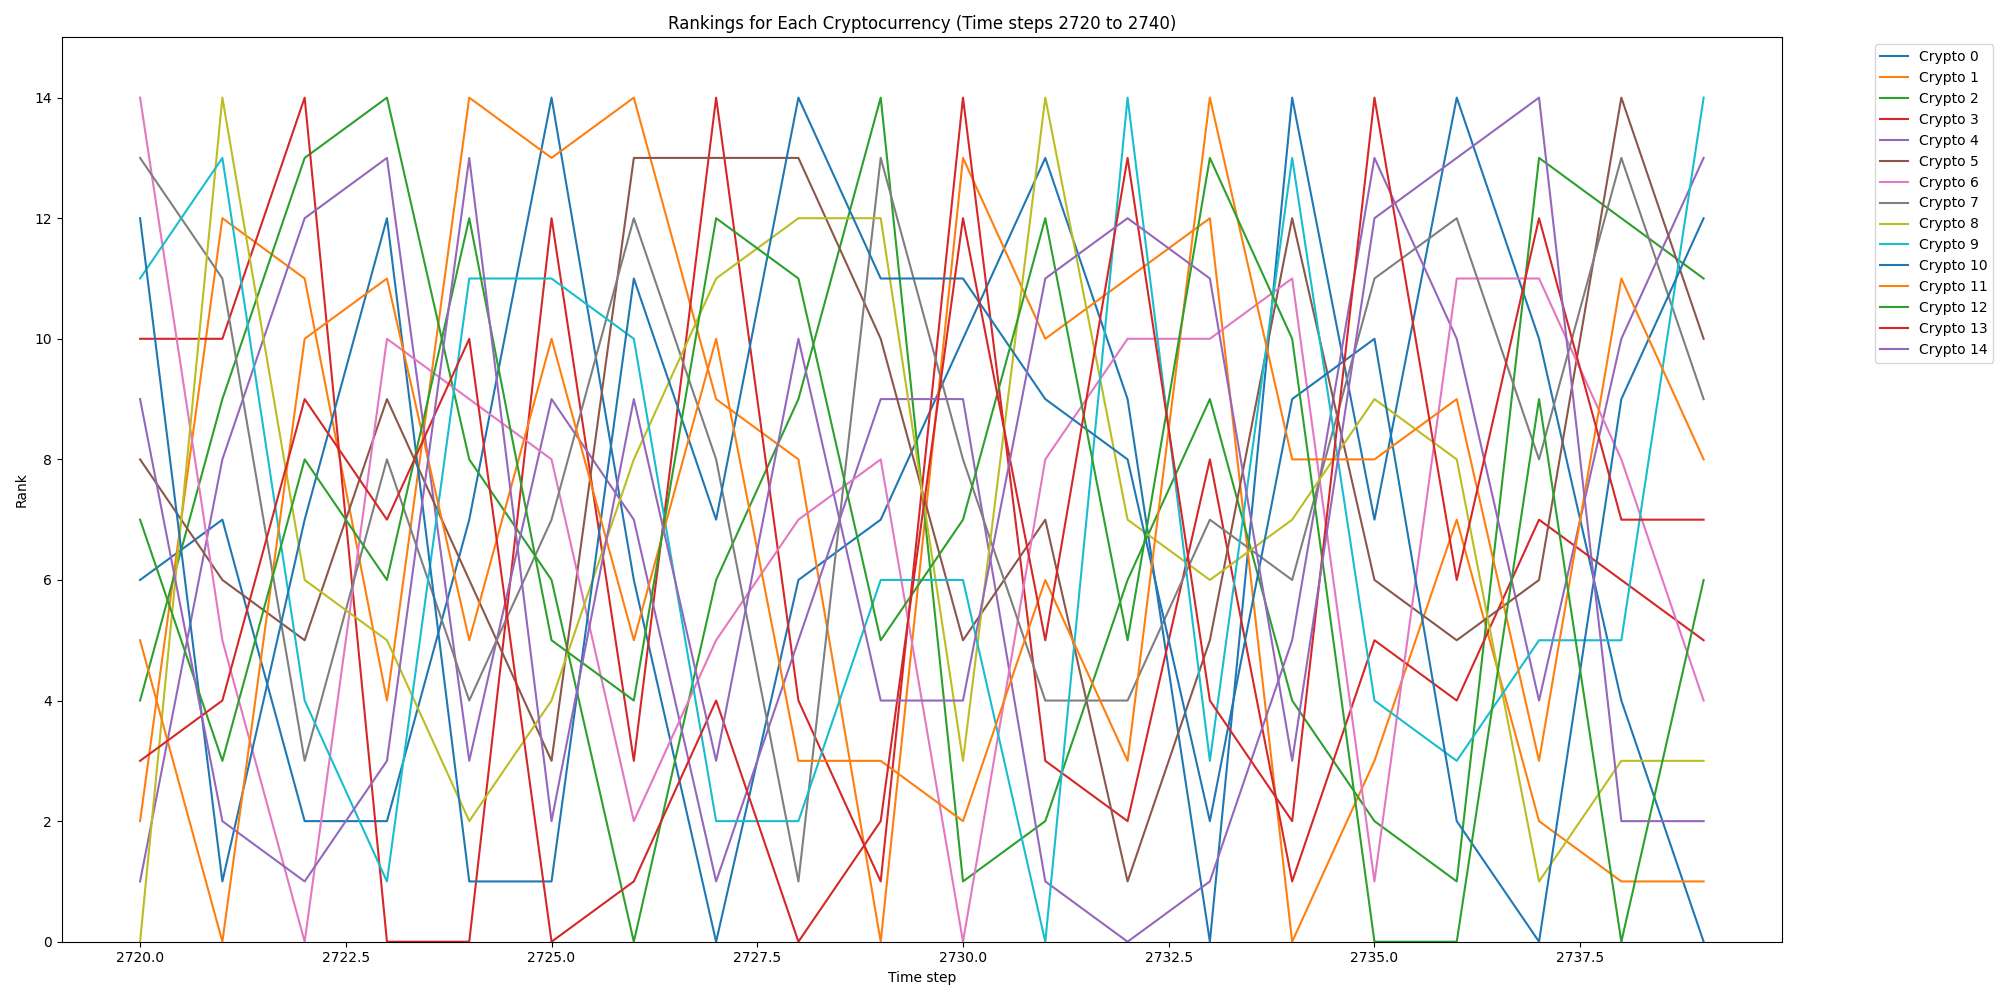 Rankings for Each Cryptocurrency (Time steps 2720 to 2740)
14
12
10
8
6
4
2
0
Rank
2720.0 2722.5 2725.0 2727.5 2730.0 2732.5 2735.0 2737.5
Time step
Crypto 0
Crypto 1
Crypto 2
Crypto 3
Crypto 4
Crypto 5
Crypto 6
Crypto 7
Crypto 8
Crypto 9
Crypto 10
Crypto 11
Crypto 12
Crypto 13
Crypto 14